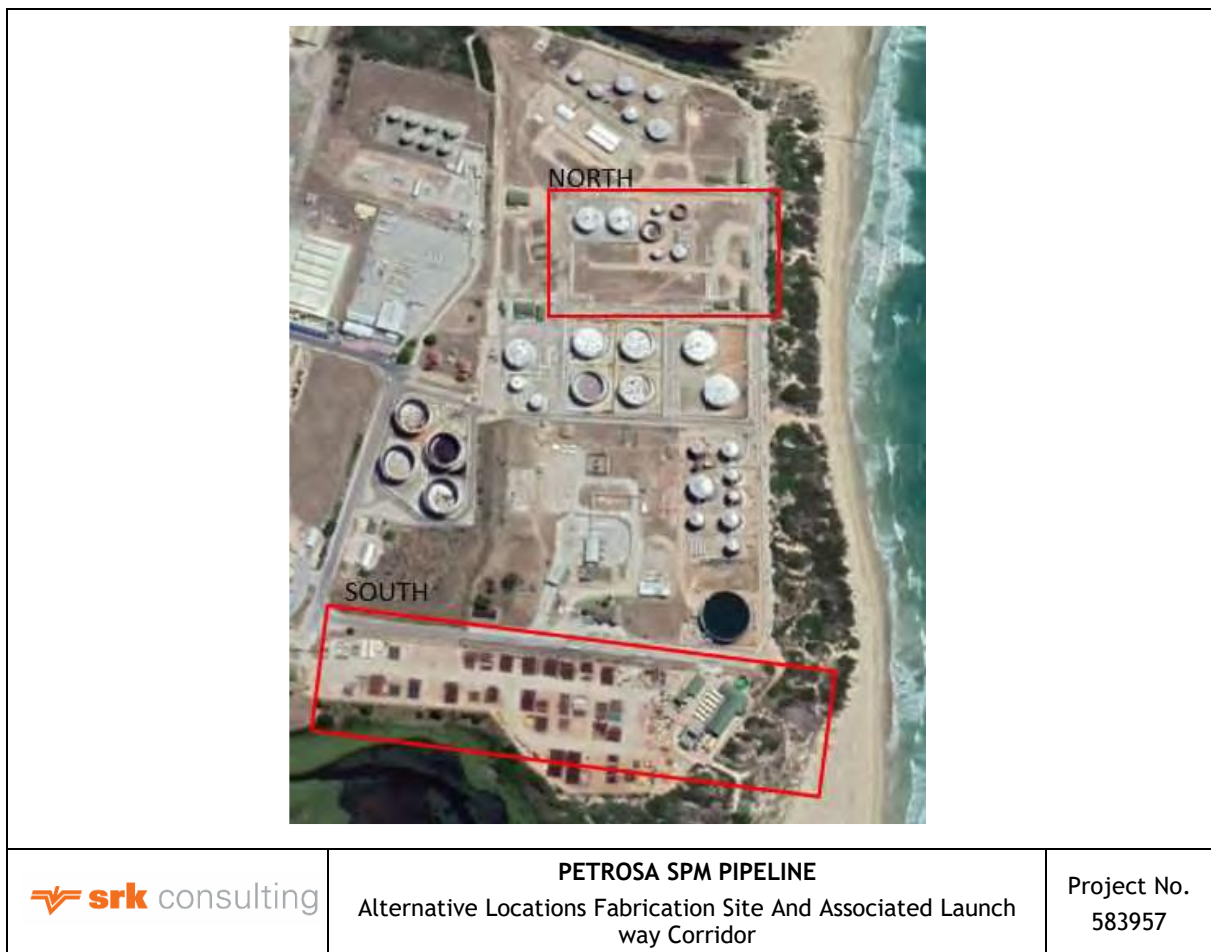 NORTH
SOUTH
srk consulting
PETROSA SPM PIPELINE
Alternative Locations Fabrication Site And Associated Launch
way Corridor
Project No.
583957